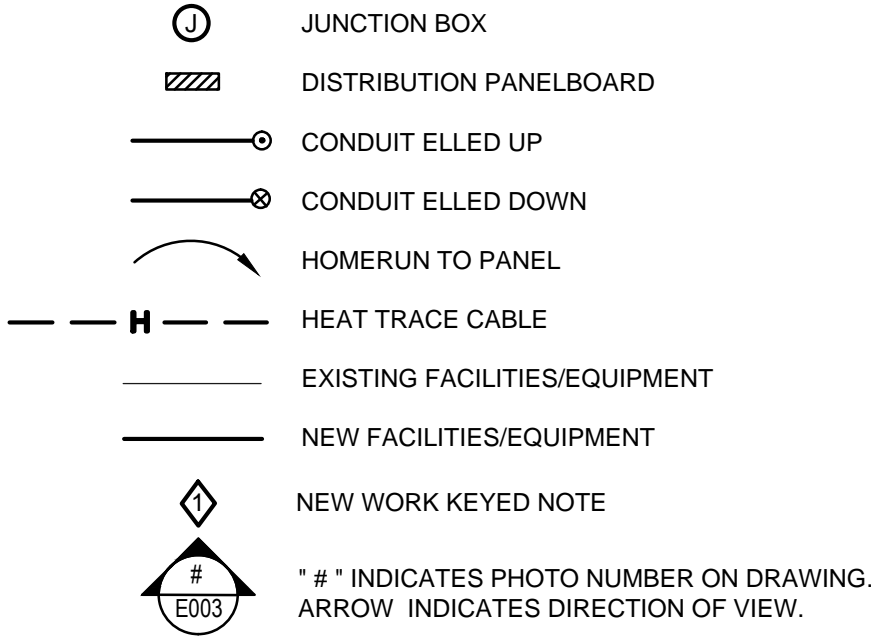 J JUNCTION BOX
DISTRIBUTION PANELBOARD
CONDUIT ELLED UP
CONDUIT ELLED DOWN
HOMERUN TO PANEL
H HEAT TRACE CABLE
EXISTING FACILITIES/EQUIPMENT
NEW FACILITIES/EQUIPMENT
1 NEW WORK KEYED NOTE
#
E003
" # " INDICATES PHOTO NUMBER ON DRAWING.
ARROW INDICATES DIRECTION OF VIEW.